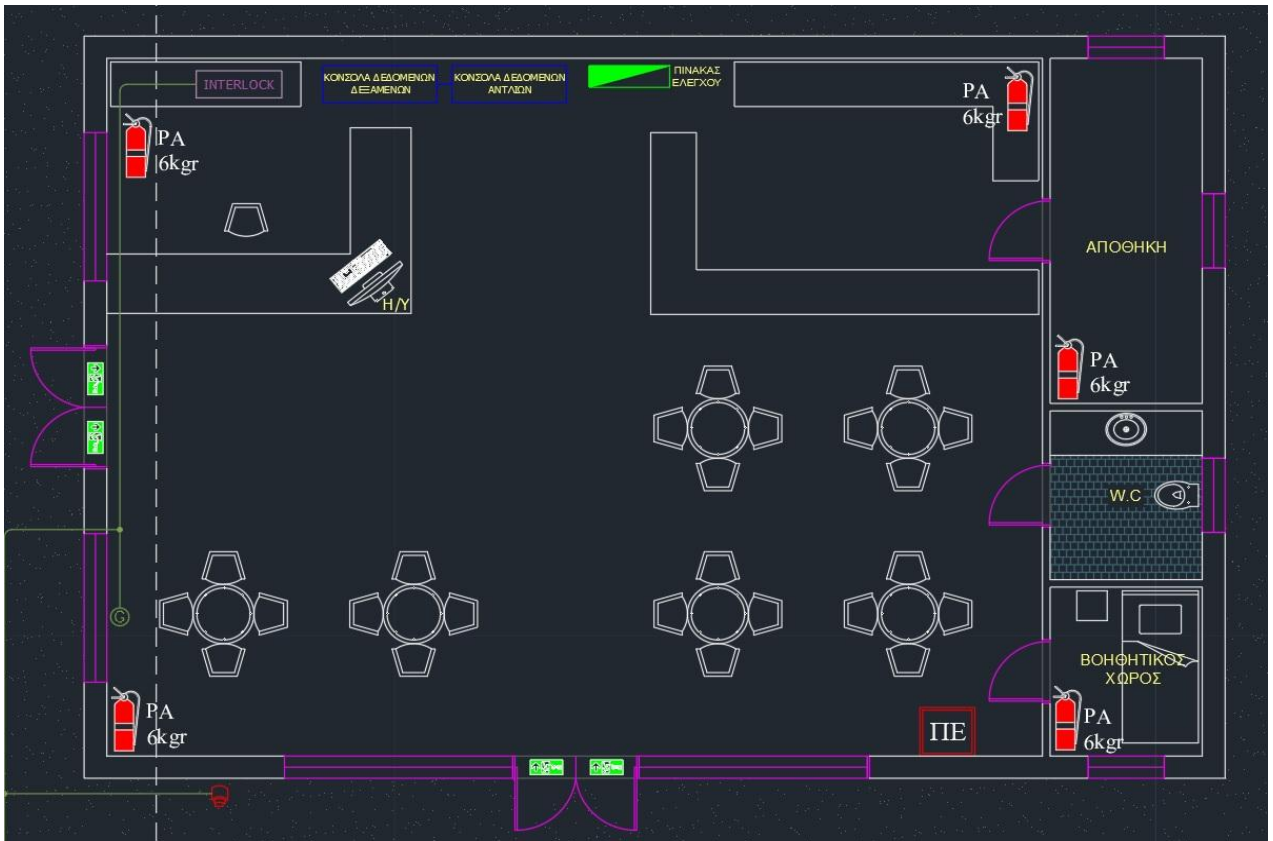 INTERLOCK
ΚΟΝΣΟΛΑ ΔΕΔΟΜΕΝΩΝ
ΔΕΞΑΜΕΝΩΝ
ΚΟΝΣΟΛΑ ΔΕΔΟΜΕΝΩΝ
ΑΝΤΛΙΩΝ
ΠΙΝΑΚΑΣ
ΕΛΕΓΧΟΥ
PA
6kgr
PA
6kgr
ΑΠΟΘΗΚΗ
Η/Υ
PA
6kgr
W.C
G
ΒΟΗΘΗΤΙΚΟΣ
ΧΩΡΟΣ
PA
6kgr
ΠΕ
PA
6kgr